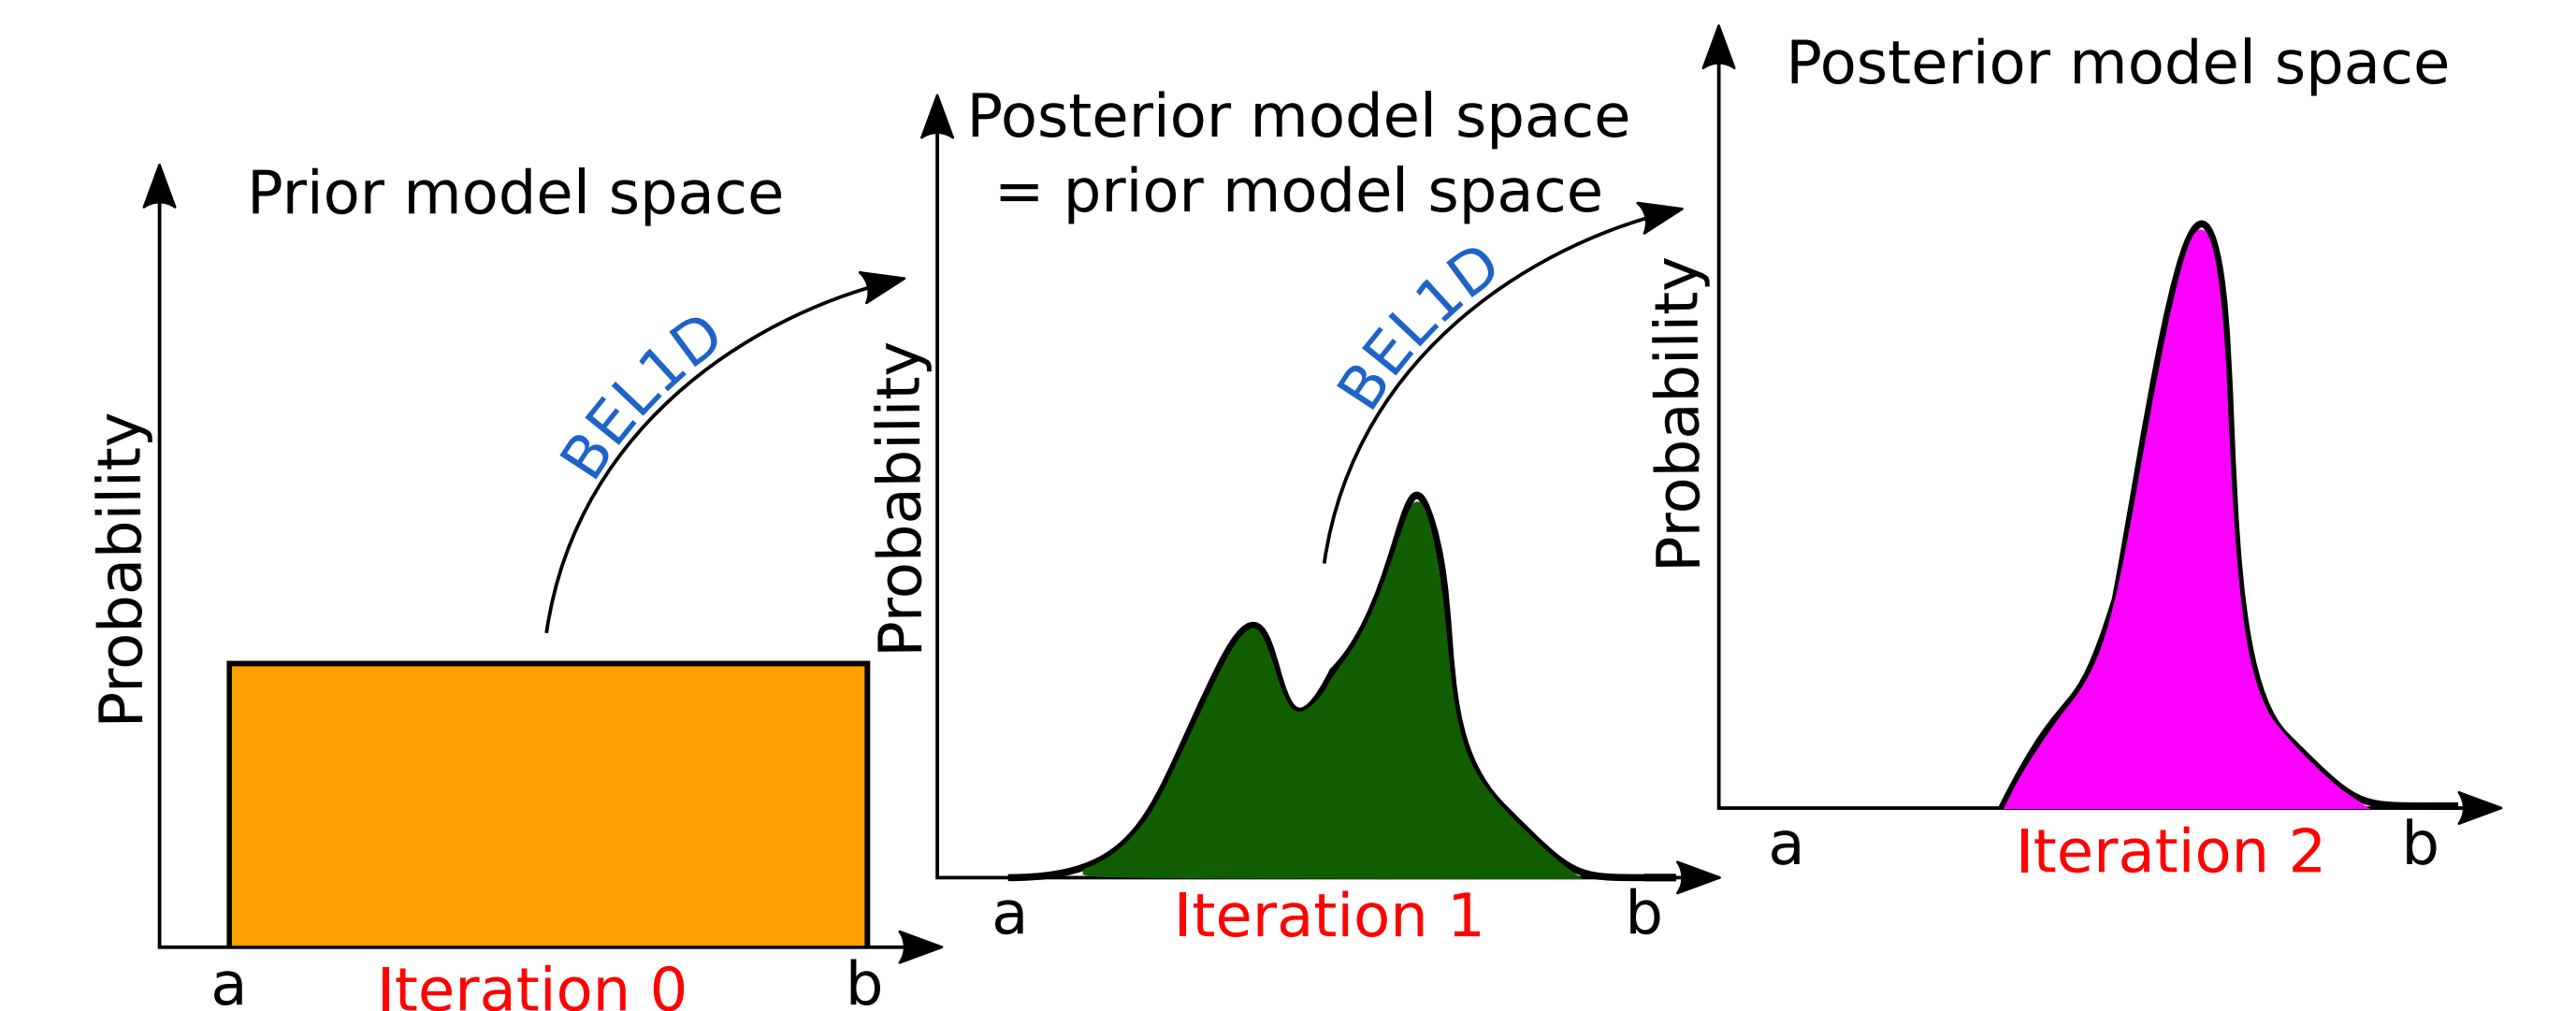 Prior model space
Probability
BEL1D
a
Iteration 0
b
Posterior model space
= prior model space
Probability
BEL1D
a
Iteration 1
b
Posterior model space
Probability
a
Iteration 2
b